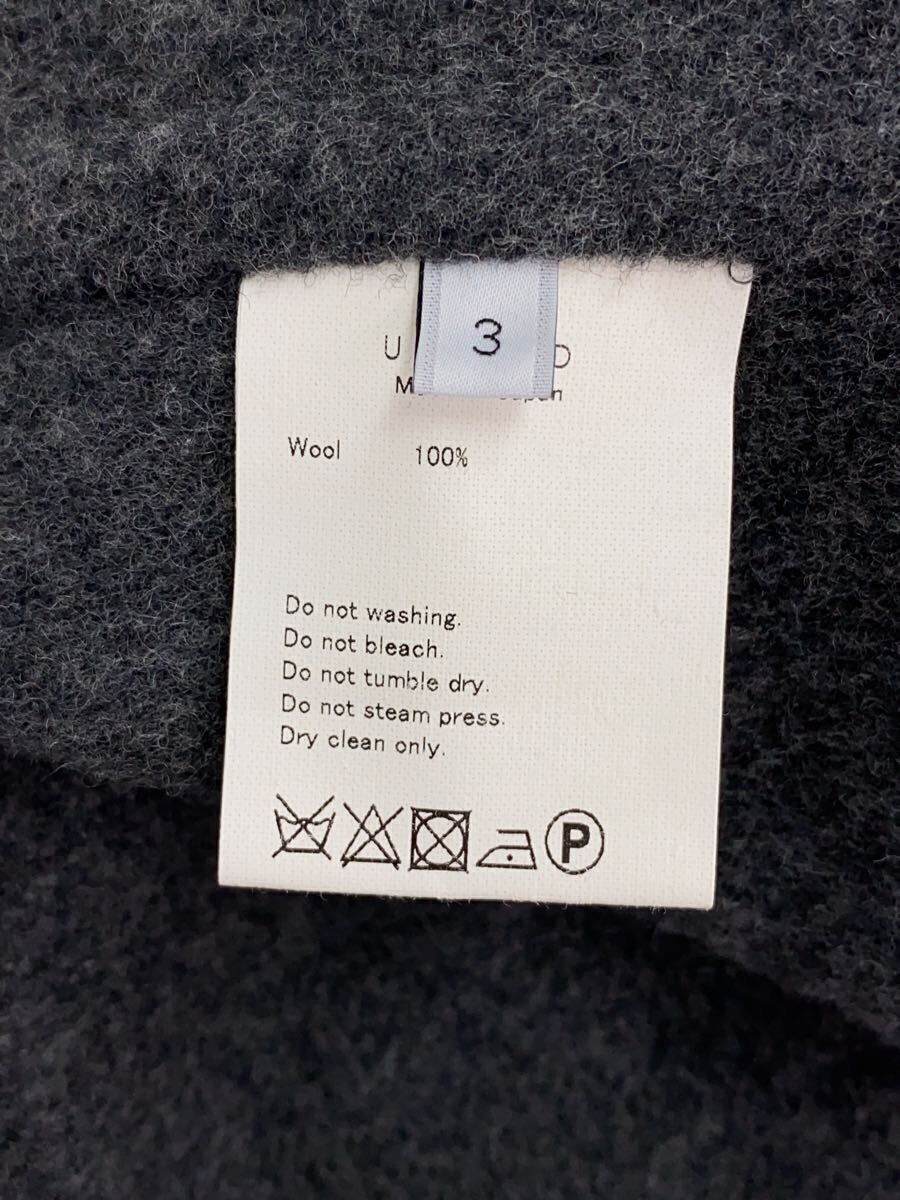 3
Wool 100%
Do not washing.
Do not bleach.
Do not tumble dry.
Do not steam press.
Dry clean only.
P